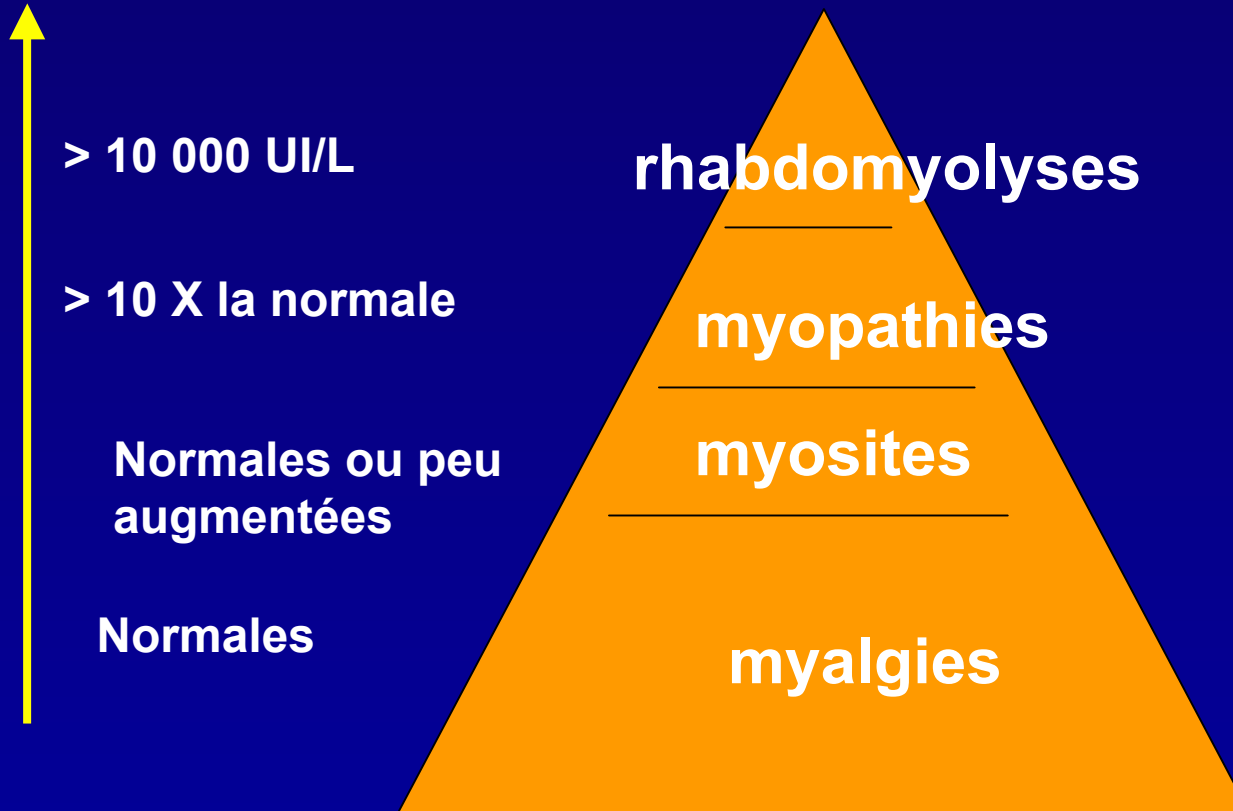 > 10 000 UI/L
rhabdomyolyses
> 10 X la normale
myopathies
Normales ou peu
augmentées
myosites
Normales
myalgies